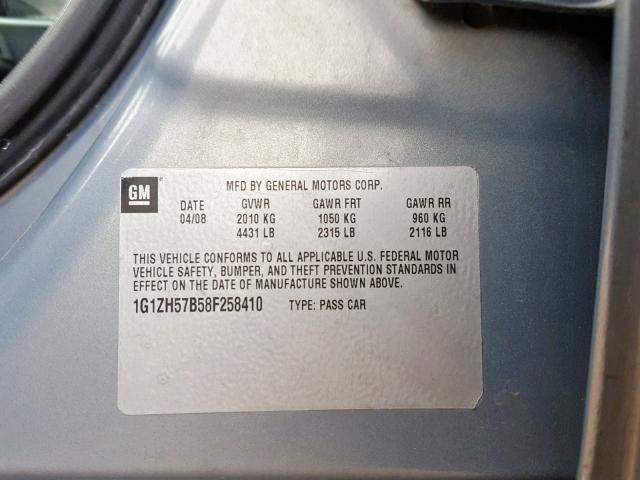 GM
MFD BY GENERAL MOTORS CORP.
DATE GVWR GAWR FRT GAWR RR
04/08 2010 KG 1050 KG 960 KG
4431 LB 2315 LB 2116 LB
THIS VEHICLE CONFORMS TO ALL APPLICABLE U.S. FEDERAL MOTOR
VEHICLE SAFETY, BUMPER, AND THEFT PREVENTION STANDARDS IN
EFFECT ON THE DATE OF MANUFACTURE SHOWN ABOVE.
1G1ZH57B58F258410 TYPE: PASS CAR